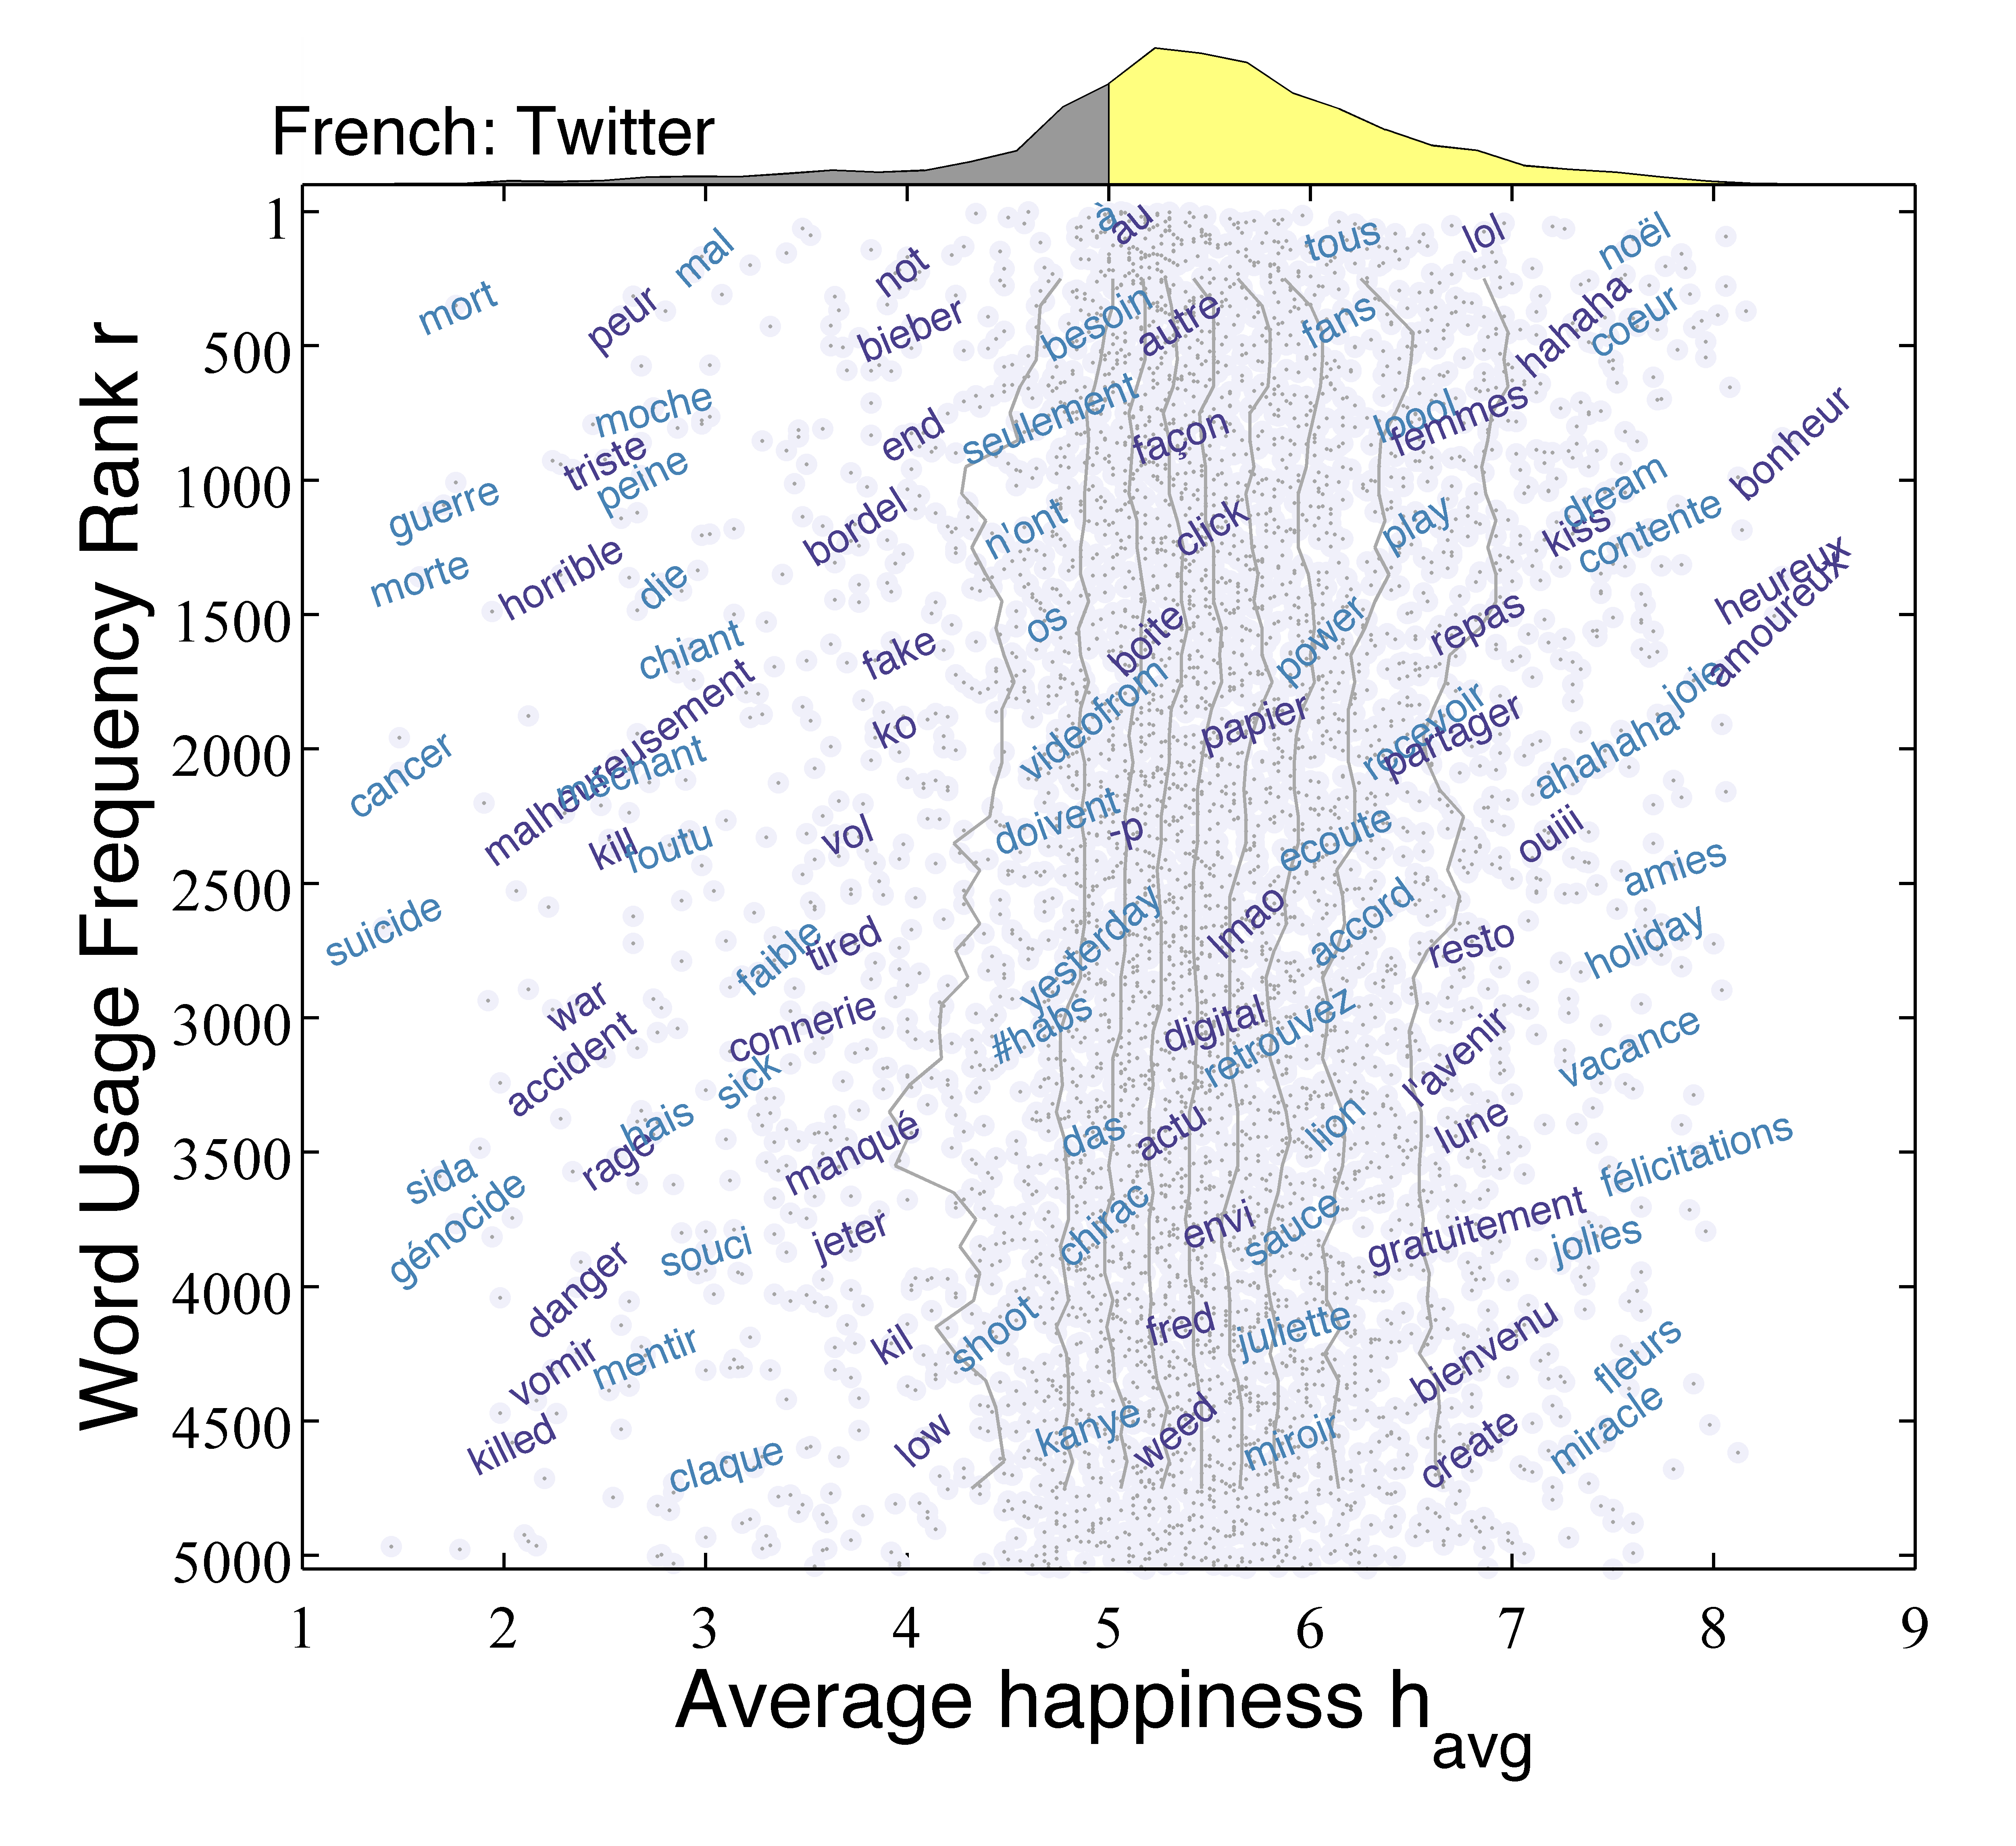 French: Twitter
Word Usage Frequency Rank r
1
500
1000
1500
2000
2500
3000
3500
4000
4500
5000
à
au
tous
lol
noël
mal
not
mort
peur
bieber
besoin
autre
fans
hahaha
coeur
moche
end
seulement
façon
loool
femmes
bonheur
triste
peine
guerre
bordel
n'ont
click
play
dream
kiss
contente
morte
horrible
die
heureux
amoureux
chiant
fake
os
boite
power
repas
joie
malheureusement
méchant
ko
videofrom
papier
recevoir
partager
ahahaha
cancer
kill
foutu
vol
doivent
-p
ecoute
ouiii
amies
suicide
faible
tired
yesterday
lmao
accord
resto
holiday
war
accident
connerie
sick
#habs
digital
retrouvez
l'avenir
vacance
hais
rage
manqué
das
actu
lion
lune
félicitations
sida
génocide
souci
jeter
chirac
envi
sauce
gratuitement
jolies
danger
vomir
mentir
kil
shoot
fred
juliette
bienvenu
fleurs
killed
claque
low
kanye
weed
miroir
create
miracle
1 2 3 4 5 6 7 8 9
Average happiness h avg